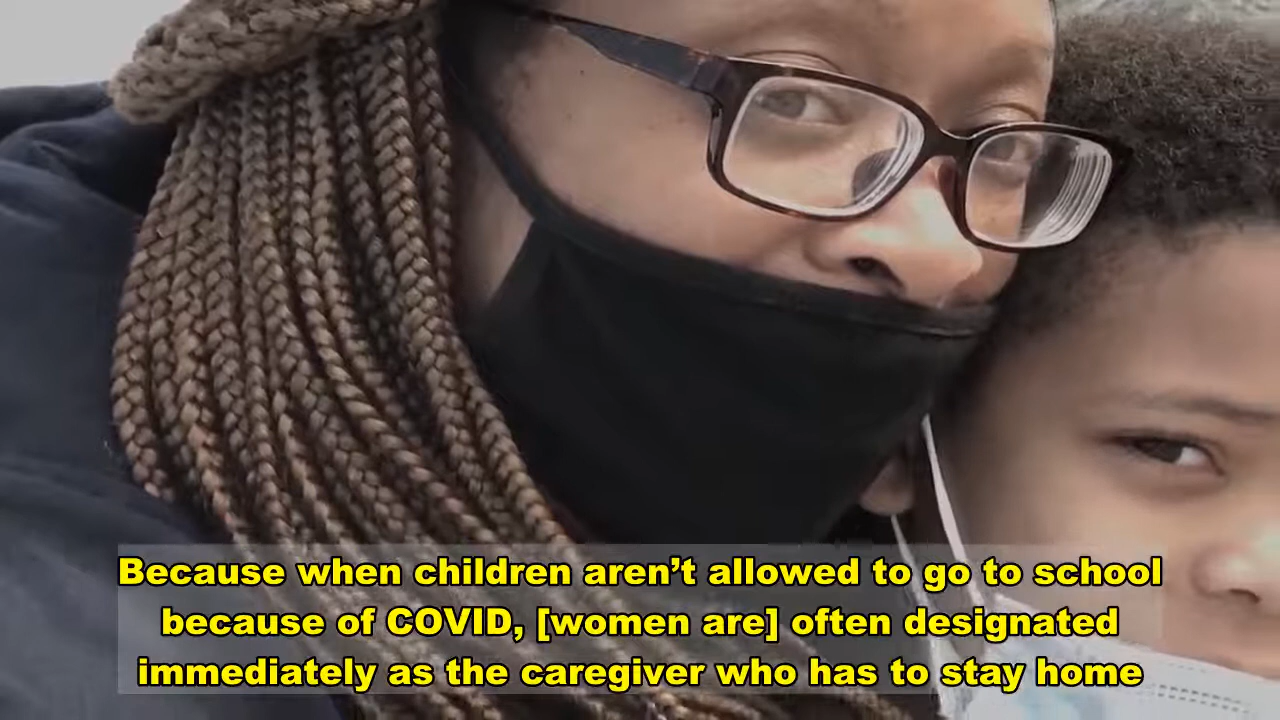 Because when children aren’t allowed to go to school
because of COVID, [women are] often designated
immediately as the caregiver who has to stay home